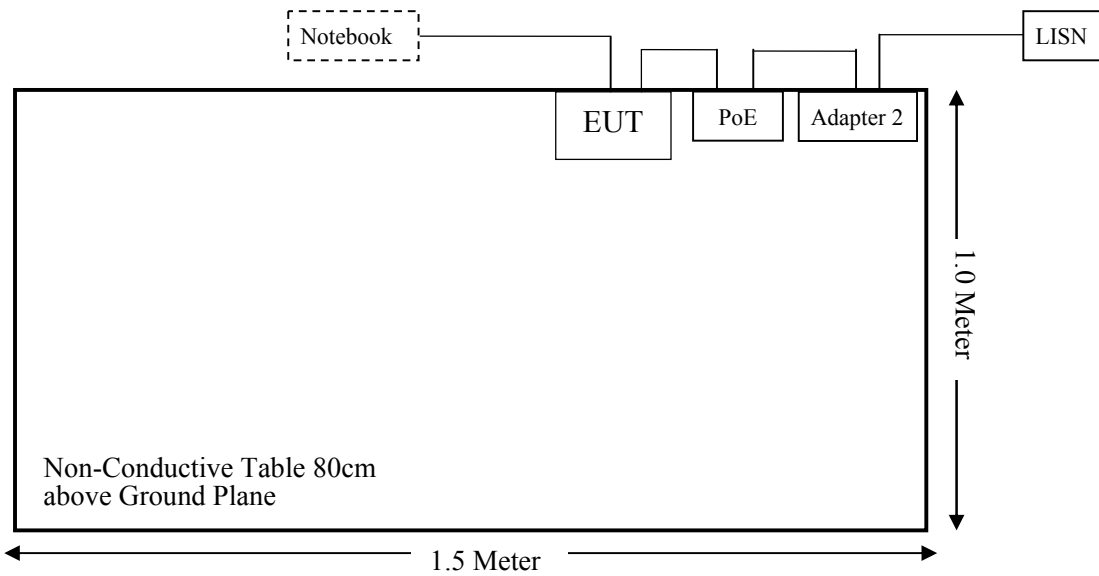 Notebook
LISN
EUT
PoE
Adapter 2
1.0 Meter
Non-Conductive Table 80cm
above Ground Plane
1.5 Meter